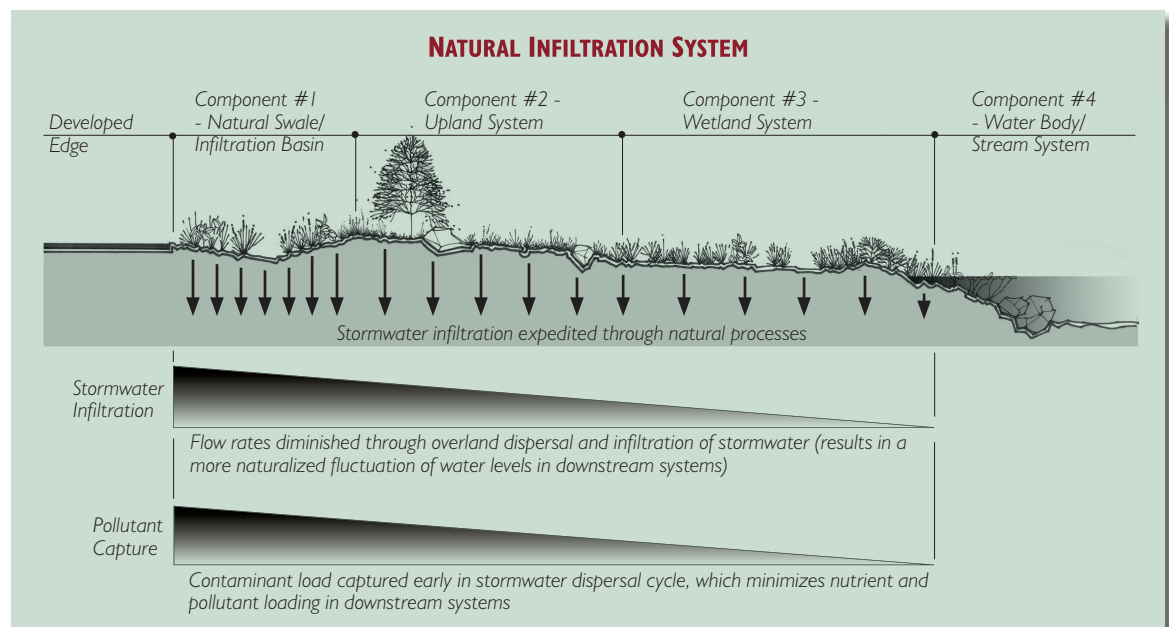 NATURAL INFILTRATION SYSTEM
Developed
Edge
Component #1
- Natural Swale/
Infiltration Basin
Component #2 -
Upland System
Component #3 -
Wetland System
Component #4
- Water Body/
Stream System
Stormwater infiltration expedited through natural processes
Stormwater
Infiltration
Flow rates diminished through overland dispersal and infiltration of stormwater (results in a
more naturalized fluctuation of water levels in downstream systems)
Pollutant
Capture
Contaminant load captured early in stormwater dispersal cycle, which minimizes nutrient and
pollutant loading in downstream systems